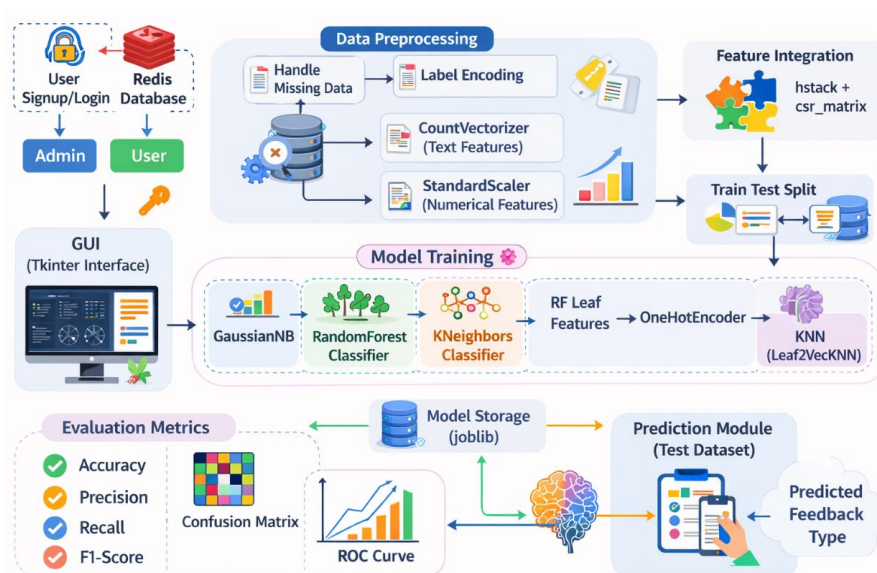 User
Signup/Login
Redis
Database
Admin
User
Data Preprocessing
Handle
Missing Data
Label Encoding
CountVectorizer
(Text Features)
StandardScaler
(Numerical Features)
Feature Integration
hstack +
csr_matrix
Train Test Split
GUI
(Tkinter Interface)
Model Training
GaussianNB
RandomForest
Classifier
KNeighbors
Classifier
RF Leaf
Features
OneHotEncoder
KNN
(Leaf2VecKNN)
Evaluation Metrics
Accuracy
Precision
Recall
F1-Score
Confusion Matrix
Model Storage
(joblib)
ROC Curve
Prediction Module
(Test Dataset)
Predicted
Feedback
Type